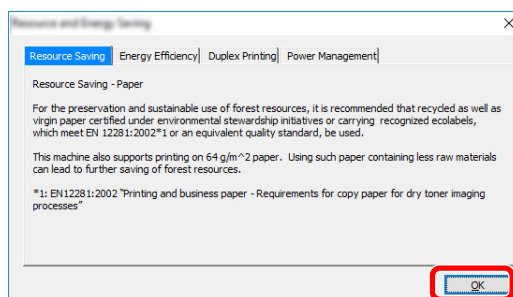 Resource and Energy Saving
Resource Saving Energy Efficiency Duplex Printing Power Management
Resource Saving - Paper
For the preservation and sustainable use of forest resources, it is recommended that recycled as well as
virgin paper certified under environmental stewardship initiatives or carrying recognized ecolabels,
which meet EN 12281:2002*1 or an equivalent quality standard, be used.
This machine also supports printing on 64 g/m^2 paper. Using such paper containing less raw materials
can lead to further saving of forest resources.
*1: EN12281:2002 "Printing and business paper - Requirements for copy paper for dry toner imaging
processes"
OK